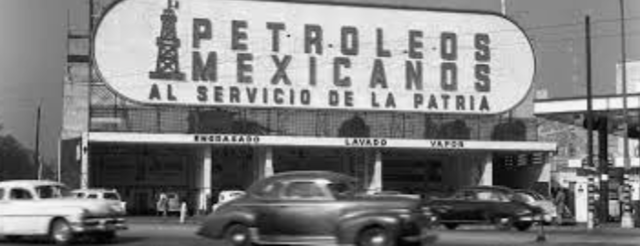 PETROLEOS
MEXICANOS
AL SERVICIO DE LA PATRIA
ENGRASADO LAVADO VAPOR